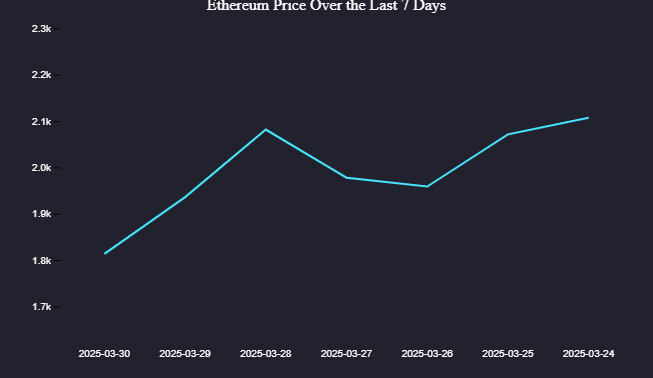 Ethereum Price Over the Last 7 Days
2.3k
2.2k
2.1k
2.0k
1.9k
1.8k
1.7k
2025-03-30 2025-03-29 2025-03-28 2025-03-27 2025-03-26 2025-03-25 2025-03-24